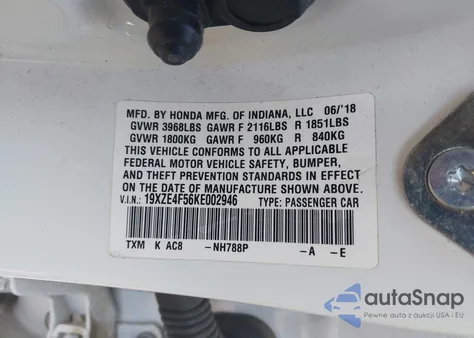 MFD. BY HONDA MFG. OF INDIANA, LLC 06/'18
GVWR 3968LBS GAWR F 2116LBS R 1851LBS
GVWR 1800KG GAWR F 960KG R 840KG
THIS VEHICLE CONFORMS TO ALL APPLICABLE
FEDERAL MOTOR VEHICLE SAFETY, BUMPER,
AND THEFT PREVENTION STANDARDS IN EFFECT
ON THE DATE OF MANUFACTURE SHOWN ABOVE.
V.I.N.: 19XZE4F56KE002946 TYPE: PASSENGER CAR
TXM K AC8 -NH788P -A -E
autoSnap
Pewne auta z aukcji USA i EU